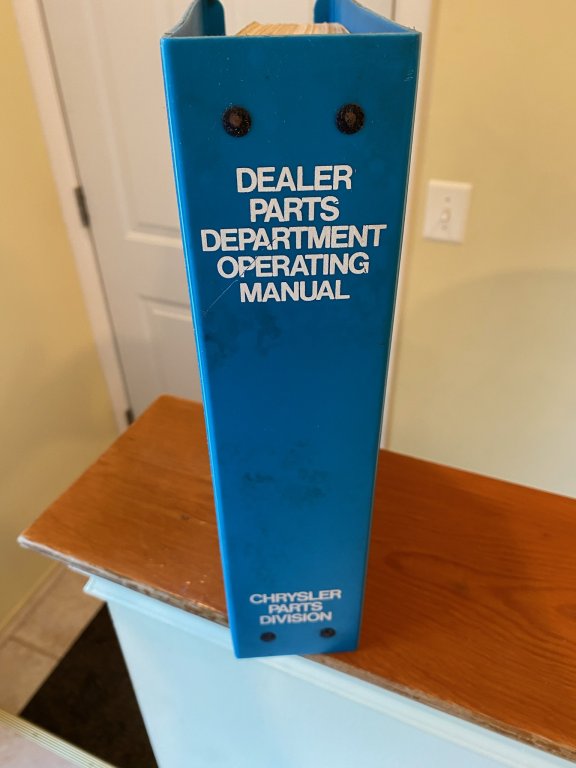 DEALER
PARTS
DEPARTMENT
OPERATING
MANUAL
CHRYSLER
PARTS
DIVISION